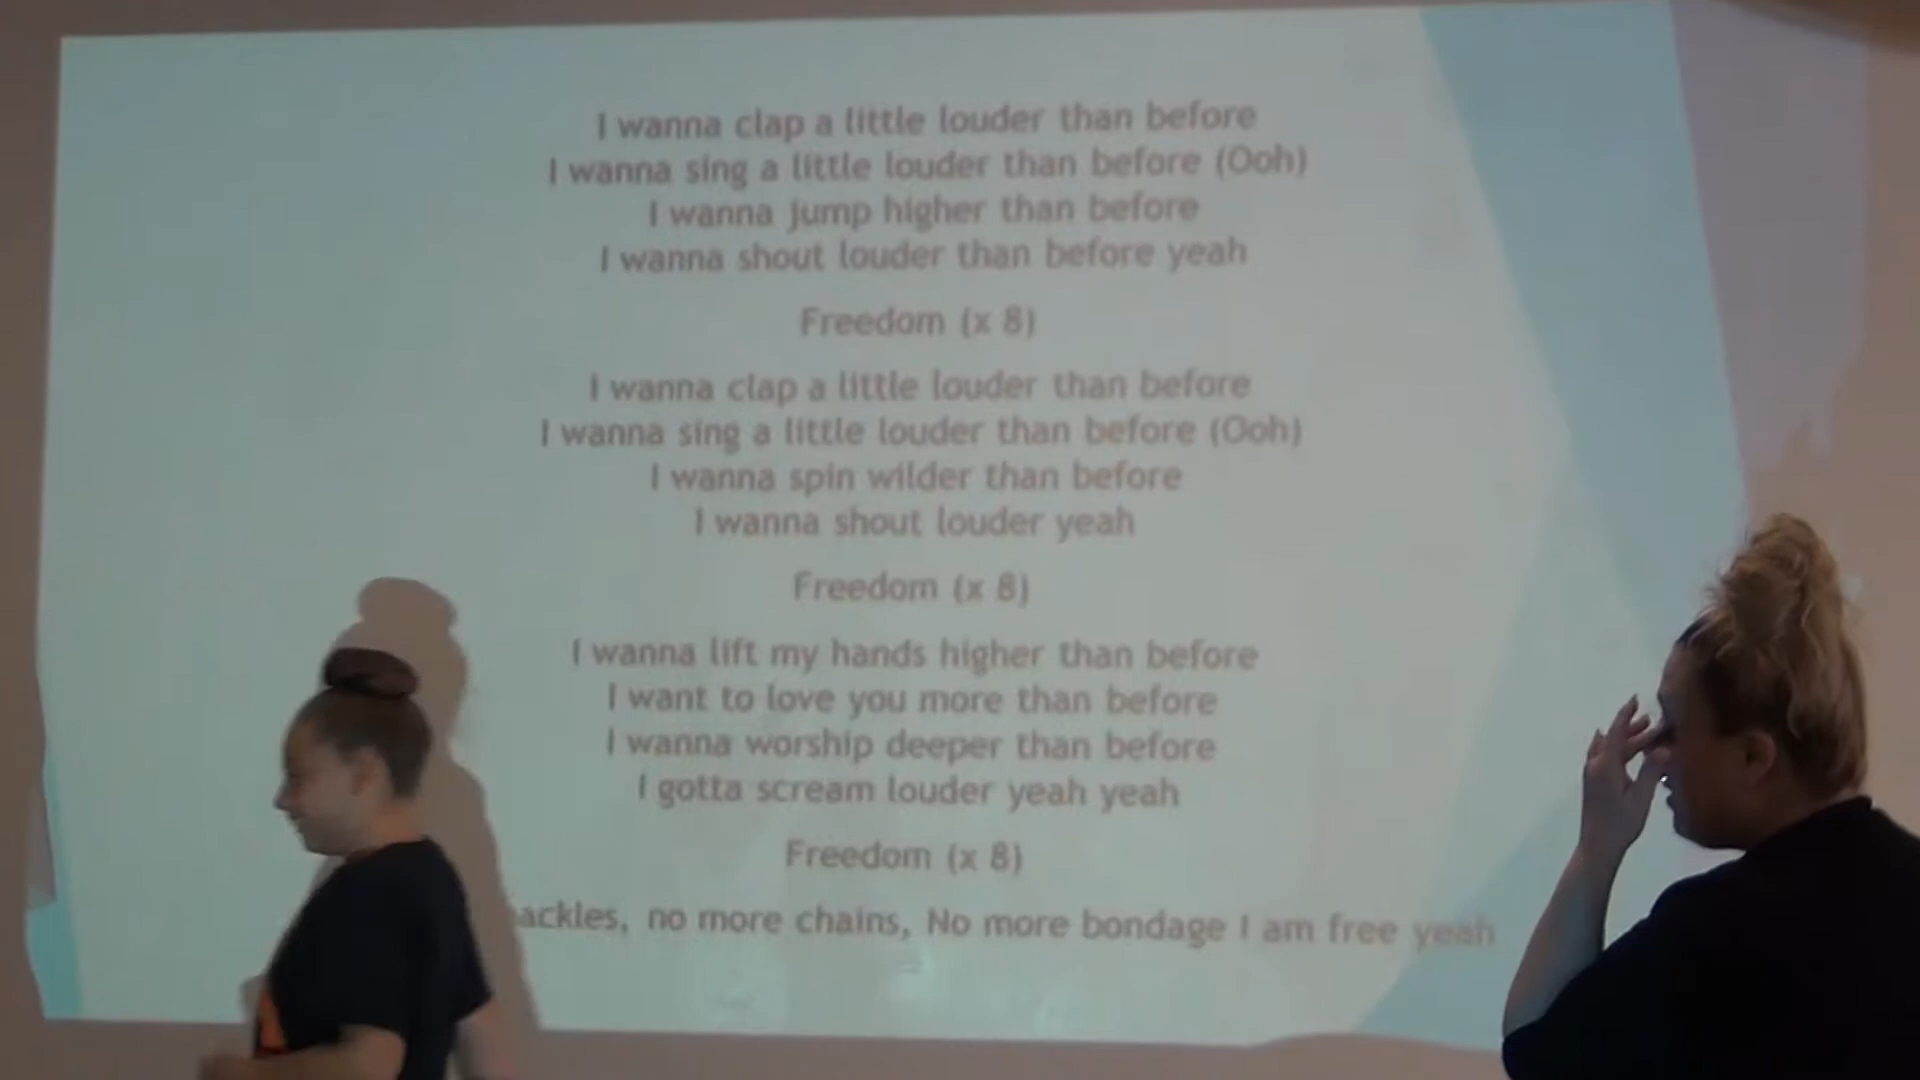 I wanna clap a little louder than before
I wanna sing a little louder than before (Ooh)
I wanna jump higher than before
I wanna shout louder than before yeah
Freedom (x 8)
I wanna clap a little louder than before
I wanna sing a little louder than before (Ooh)
I wanna spin wilder than before
I wanna shout louder yeah
Freedom (x 8)
I wanna lift my hands higher than before
I want to love you more than before
I wanna worship deeper than before
I gotta scream louder yeah yeah
Freedom (x 8)
ackles, no more chains, No more bondage I am free yeah